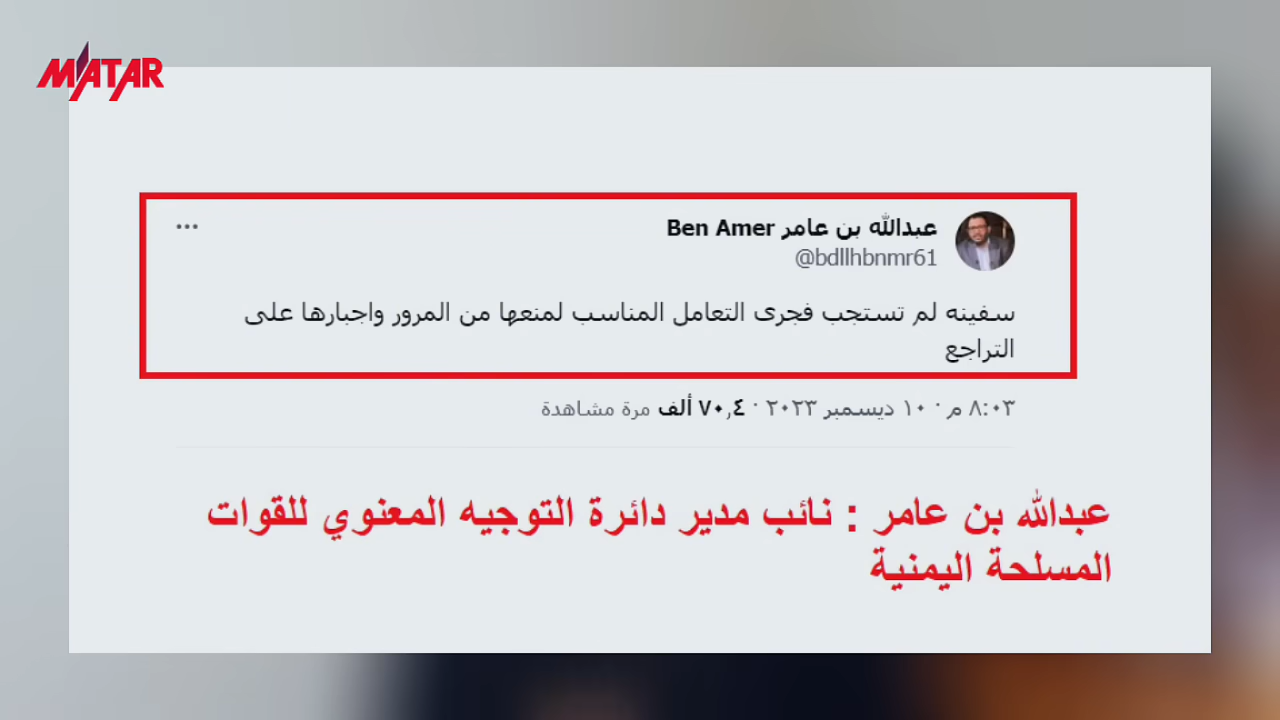 MATAR
عبدالله بن عامر Ben Amer
@bdllhbnmr61
سفينه لم تستجب فجرى التعامل المناسب لمنعها من المرور واجبارها على
التراجع
٨:٠٣ م · ١٠ ديسمبر ٢٠٢٣ · ٧٠٫٤ ألف مرة مشاهدة
عبدالله بن عامر : نائب مدير دائرة التوجيه المعنوي للقوات
المسلحة اليمنية